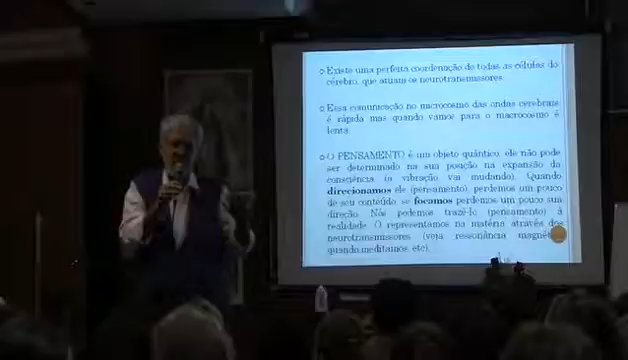 Existe uma perfeita coordenação de todas as células do
cérebro, que atuam os neurotransmissores.
Essa comunicação no microcosmo das ondas cerebrais
é rápida mas quando vamos para o macrocosmo é
lenta.
O PENSAMENTO é um objeto quântico, ele não pode
ser determinado na sua posição na expansão da
consciência (a vibração vai mudando). Quando
direcionamos ele (pensamento), perdemos um pouco
de seu conteúdo, se focamos perdemos um pouco sua
direção. Nós podemos trazê-lo (pensamento) à
realidade. O representamos na matéria através dos
neurotransmissores (veja ressonância
quando meditamos, etc).